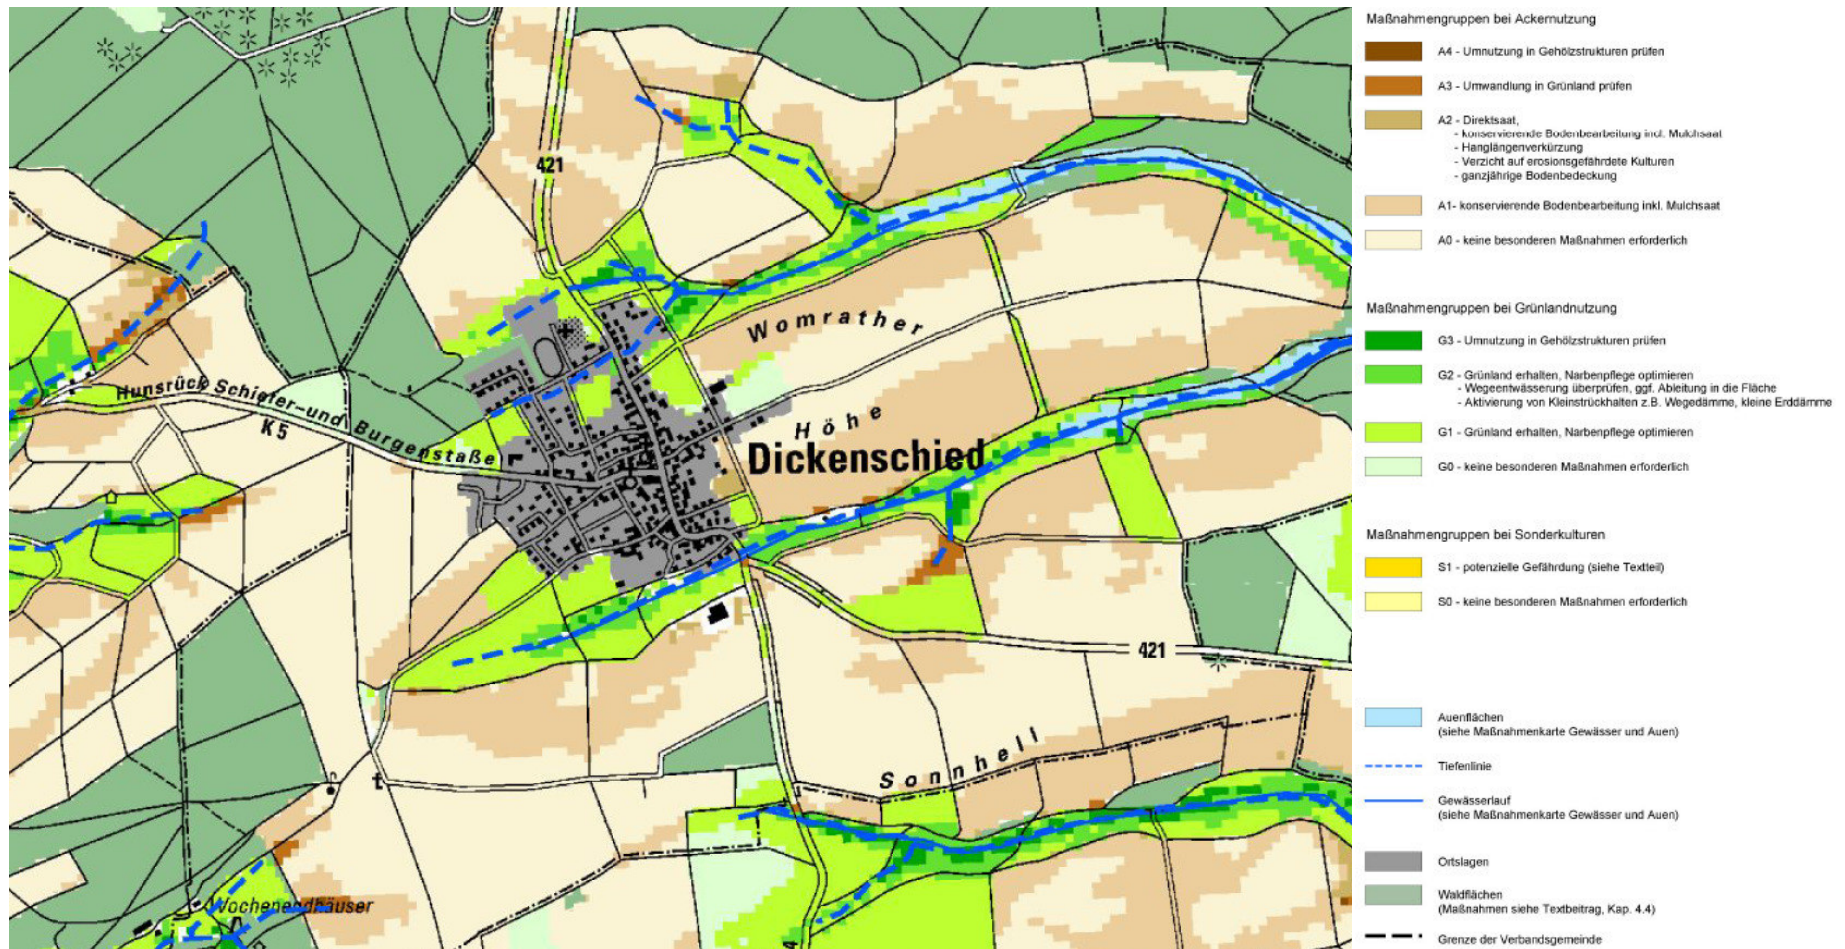 421
Womrather
Höhe
Dickenschied
Hunsrück Schiefer-und Burgenstaße
K 5
421
Sonnhell
Wochenendhäuser
4
Maßnahmengruppen bei Ackernutzung
A4 - Umnutzung in Gehölzstrukturen prüfen
A3 - Umwandlung in Grünland prüfen
A2 - Direktsaat,
- konservierende Bodenbearbeitung incl. Mulchsaat
- Hanglängenverkürzung
- Verzicht auf erosionsgefährdete Kulturen
- ganzjährige Bodenbedeckung
A1- konservierende Bodenbearbeitung inkl. Mulchsaat
A0 - keine besonderen Maßnahmen erforderlich
Maßnahmengruppen bei Grünlandnutzung
G3 - Umnutzung in Gehölzstrukturen prüfen
G2 - Grünland erhalten, Narbenpflege optimieren
- Wegeentwässerung überprüfen, ggf. Ableitung in die Fläche
- Aktivierung von Kleinstrückhalten z.B. Wegedämme, kleine Erddämme
G1 - Grünland erhalten, Narbenpflege optimieren
G0 - keine besonderen Maßnahmen erforderlich
Maßnahmengruppen bei Sonderkulturen
S1 - potenzielle Gefährdung (siehe Textteil)
S0 - keine besonderen Maßnahmen erforderlich
Auenflächen
(siehe Maßnahmenkarte Gewässer und Auen)
Tiefenlinie
Gewässerlauf
(siehe Maßnahmenkarte Gewässer und Auen)
Ortslagen
Waldflächen
(Maßnahmen siehe Textbeitrag, Kap. 4.4)
Grenze der Verbandsgemeinde